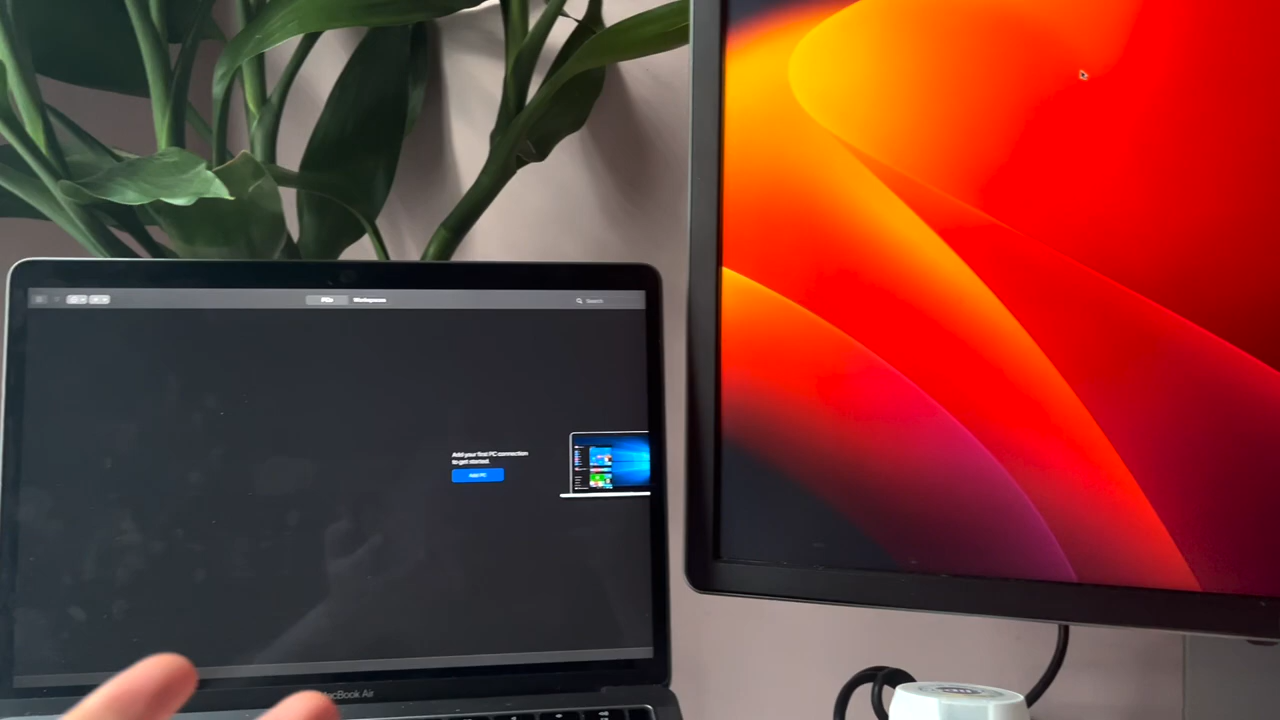 PCs Workspaces
Search
Add your first PC connection
to get started.
Add PC
MacBook Air